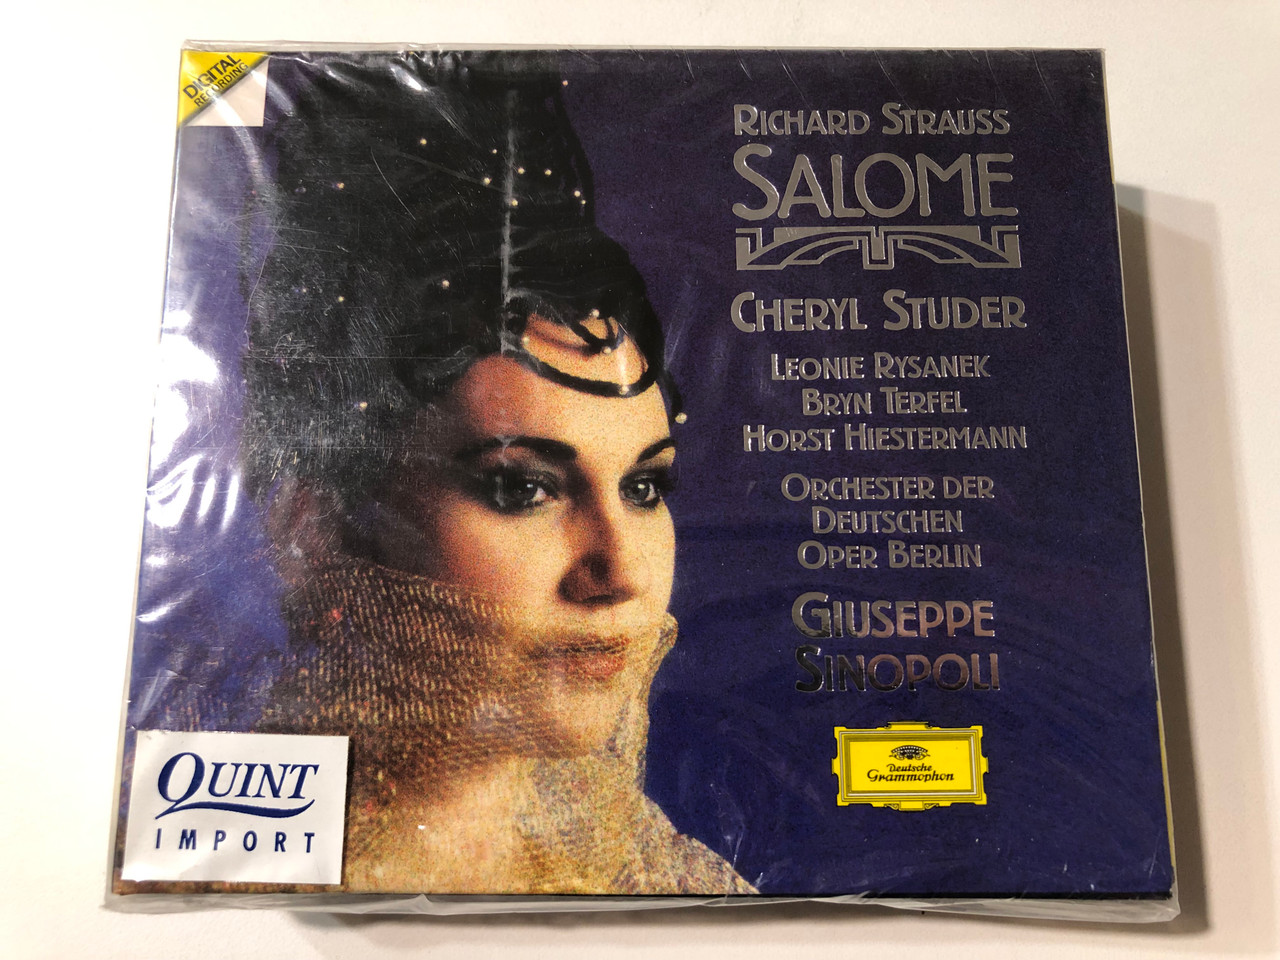 DIGITAL
RECORDING
RICHARD STRAUSS
SALOME
CHERYL STUDER
LEONIE RYSANEK
BRYN TERFEL
HORST HIESTERMANN
ORCHESTER DER
DEUTSCHEN
OPER BERLIN
GIUSEPPE
SINOPOLI
Deutsche
Grammophon
QUINT
IMPORT